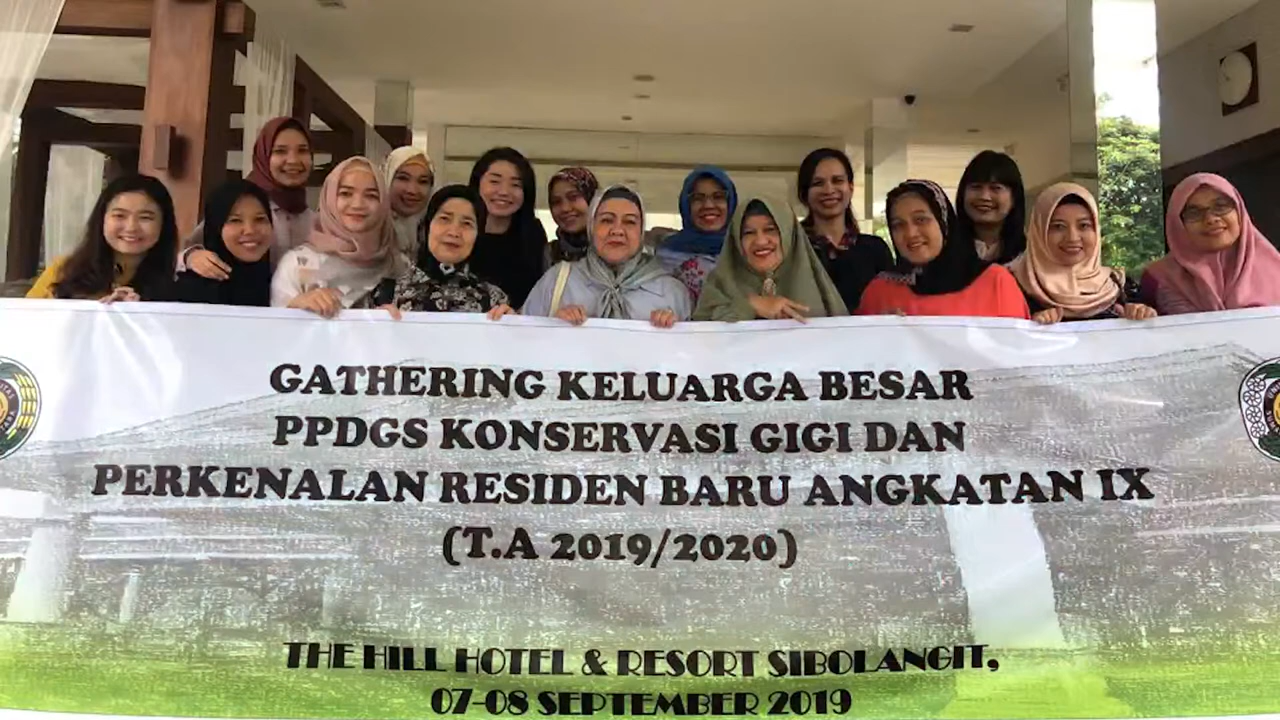 GATHERING KELUARGA BESAR
PPDGS KONSERVASI GIGI DAN
PERKENALAN RESIDEN BARU ANGKATAN IX
(T.A 2019/2020)
THE HILL HOTEL & RESORT SIBOLANGIT,
07-08 SEPTEMBER 2019